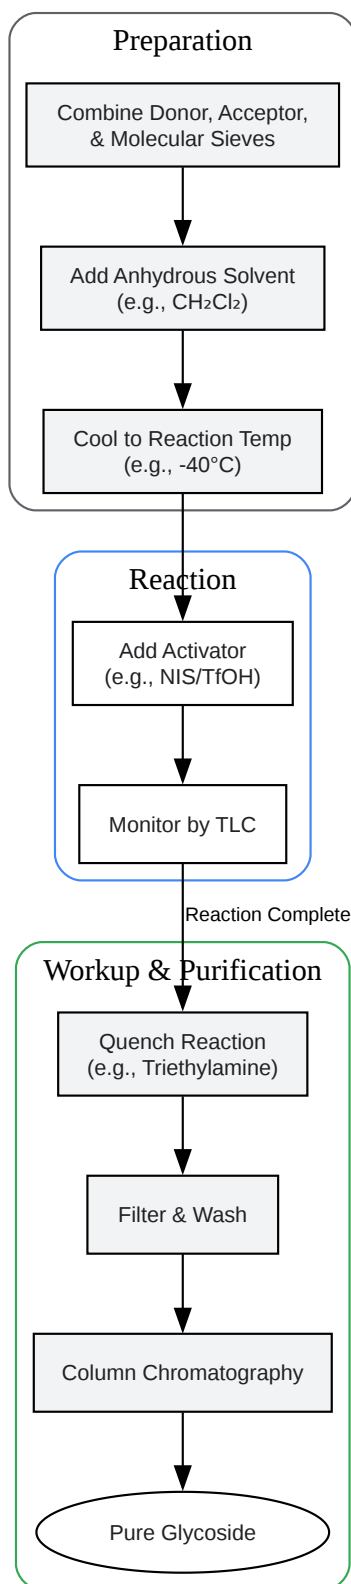 Preparation
Combine Donor, Acceptor,
& Molecular Sieves
Add Anhydrous Solvent
(e.g., CH₂Cl₂)
Cool to Reaction Temp
(e.g., -40°C)
Reaction
Add Activator
(e.g., NIS/TfOH)
Monitor by TLC
Reaction Complete
Workup & Purification
Quench Reaction
(e.g., Triethylamine)
Filter & Wash
Column Chromatography
Pure Glycoside